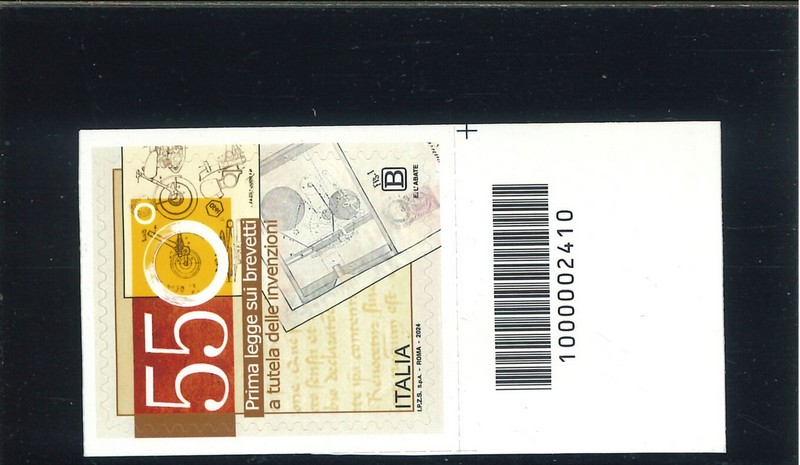 550°
Prima legge sui brevetti
a tutela delle invenzioni
ITALIA
I.P.Z.S. S.p.A. - ROMA - 2024
B
E. L'ABATE
1000002410